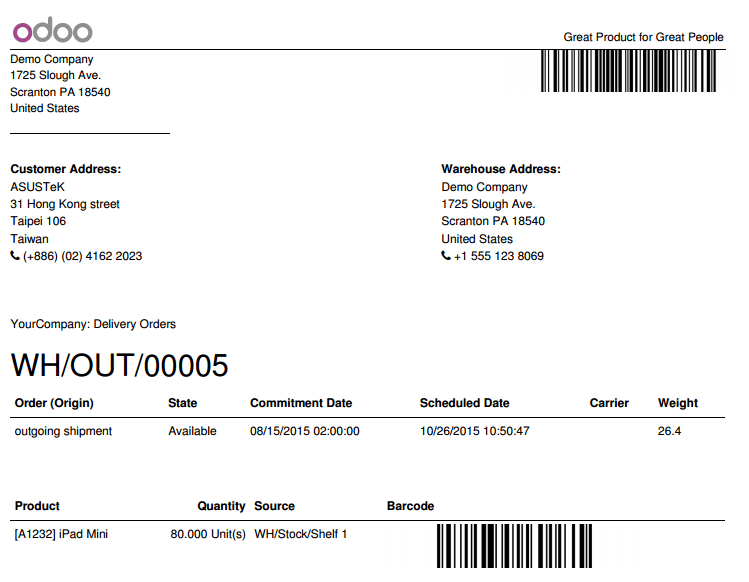 odoo
Great Product for Great People
Demo Company
1725 Slough Ave.
Scranton PA 18540
United States
Customer Address:
ASUSTeK
31 Hong Kong street
Taipei 106
Taiwan
(+886) (02) 4162 2023
Warehouse Address:
Demo Company
1725 Slough Ave.
Scranton PA 18540
United States
+1 555 123 8069
YourCompany: Delivery Orders
WH/OUT/00005
Order (Origin) State Commitment Date Scheduled Date Carrier Weight
outgoing shipment Available 08/15/2015 02:00:00 10/26/2015 10:50:47 26.4
Product Quantity Source Barcode
[A1232] iPad Mini 80.000 Unit(s) WH/Stock/Shelf 1